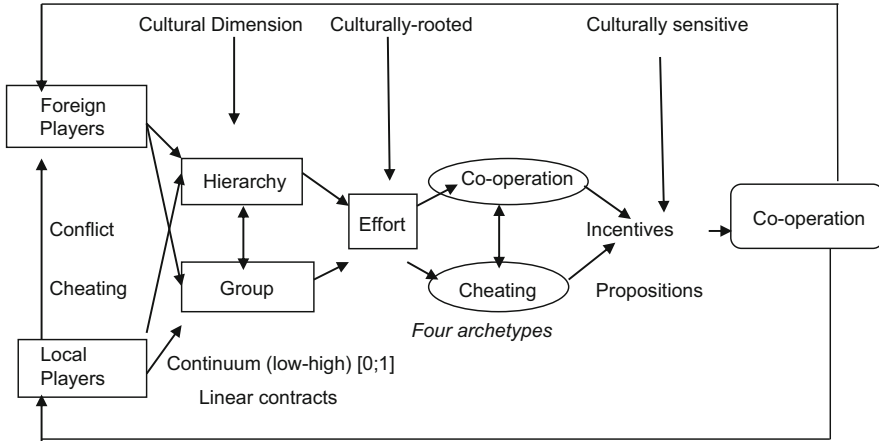 Cultural Dimension
Culturally-rooted
Culturally sensitive
Foreign
Players
Hierarchy
Co-operation
Effort
Incentives
Co-operation
Conflict
Cheating
Group
Cheating
Propositions
Four archetypes
Local
Players
Continuum (low-high) [0;1]
Linear contracts